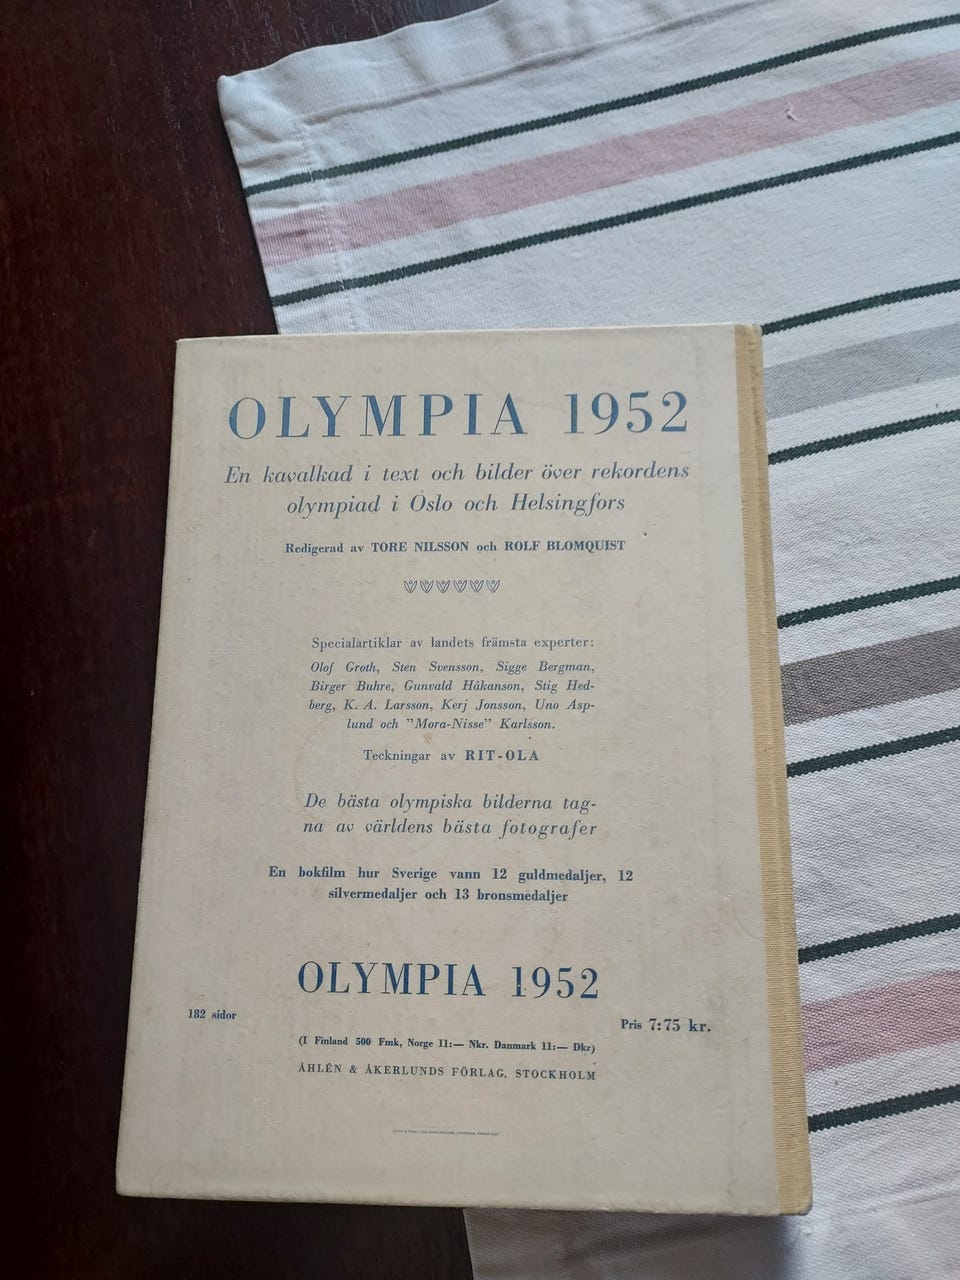 OLYMPIA 1952
En kavalkad i text och bilder över rekordens
olympiad i Oslo och Helsingfors
Redigerad av TORE NILSSON och ROLF BLOMQUIST
Specialartiklar av landets främsta experter:
Olof Groth, Sten Svensson, Sigge Bergman,
Birger Buhre, Gunvald Håkanson, Stig Hed-
berg, K. A. Larsson, Kerj Jonsson, Uno Asp-
lund och ”Mora-Nisse” Karlsson.
Teckningar av RIT-OLA
De bästa olympiska bilderna tag-
na av världens bästa fotografer
En bokfilm hur Sverige vann 12 guldmedaljer, 12
silvermedaljer och 13 bronsmedaljer
OLYMPIA 1952
182 sidor
Pris 7:75 kr.
(I Finland 500 Fmk, Norge 11:— Nkr. Danmark 11:— Dkr)
ÅHLÉN & ÅKERLUNDS FÖRLAG, STOCKHOLM